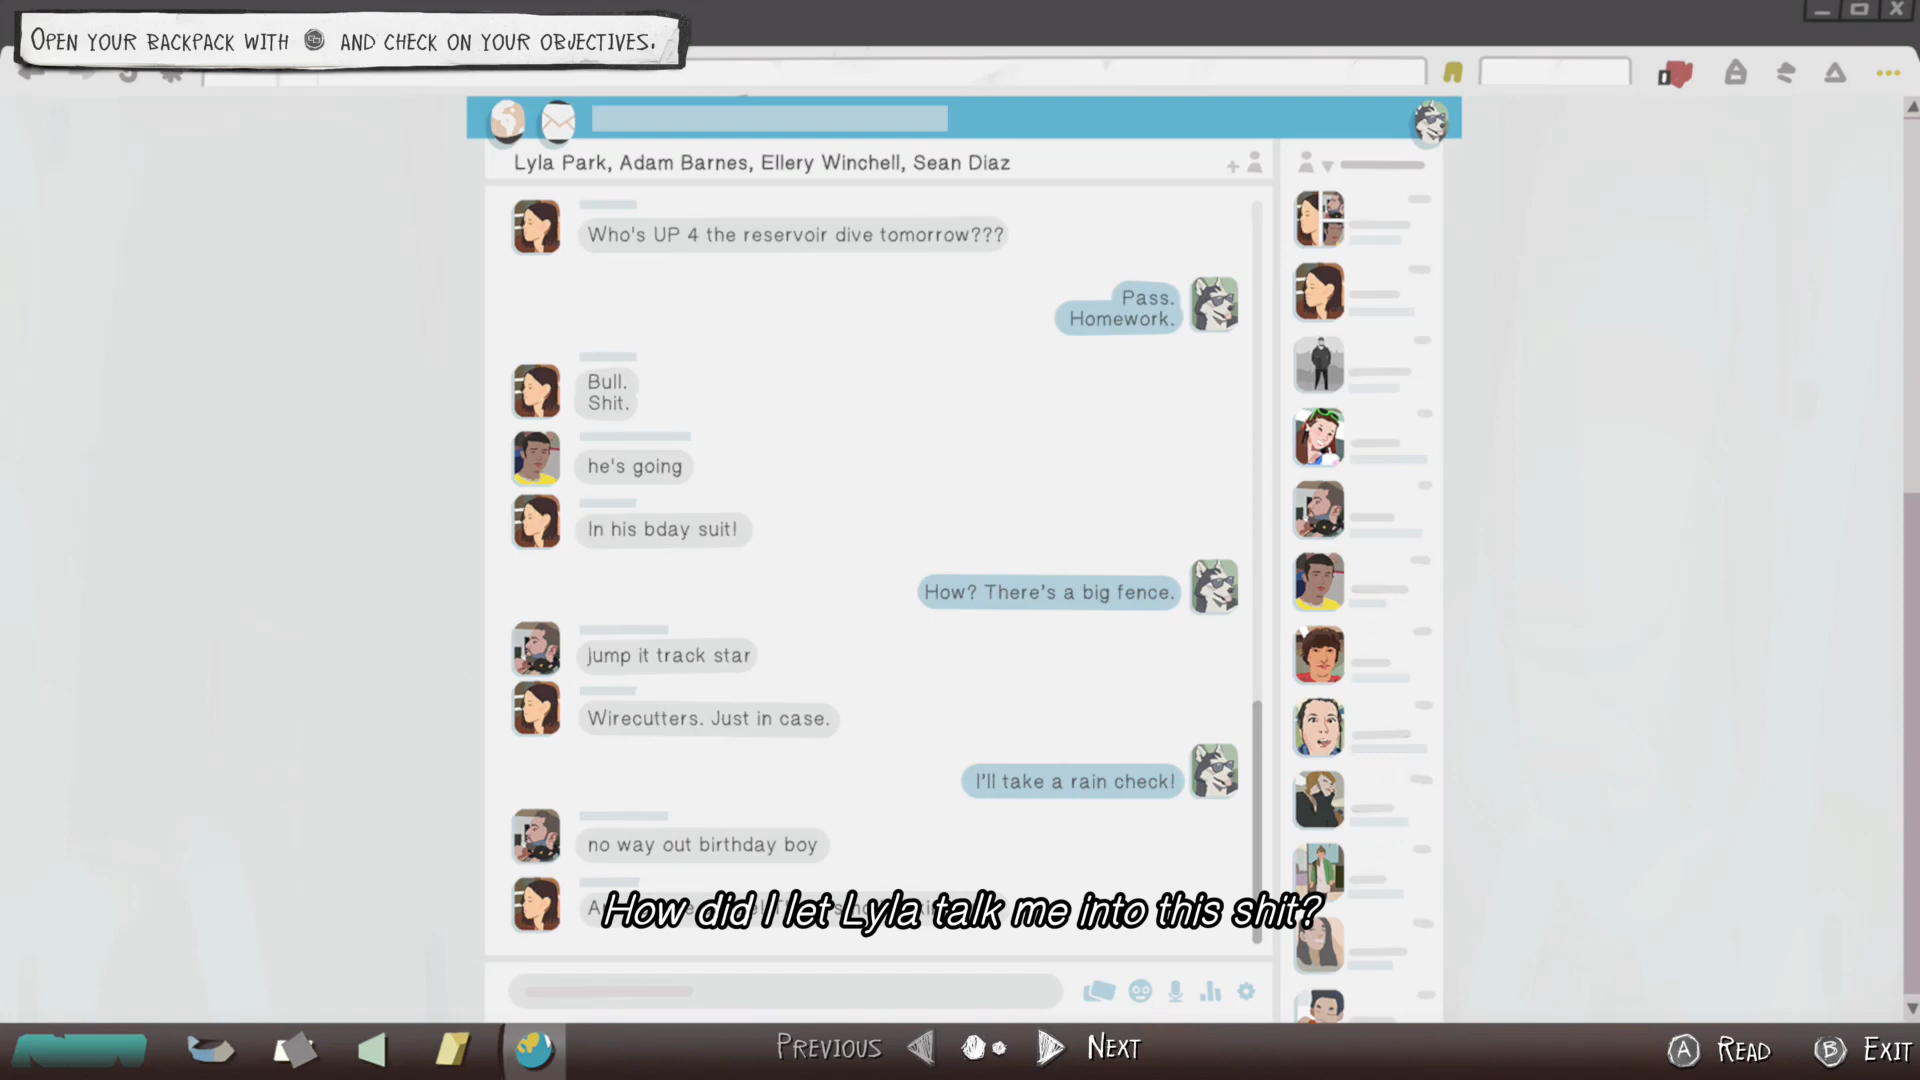 OPEN YOUR BACKPACK WITH AND CHECK ON YOUR OBJECTIVES.
Lyla Park, Adam Barnes, Ellery Winchell, Sean Diaz
Who's UP 4 the reservoir dive tomorrow???
Pass.
Homework.
Bull.
Shit.
he's going
In his bday suit!
How? There's a big fence.
jump it track star
Wirecutters. Just in case.
I'll take a rain check!
no way out birthday boy
How did I let Lyla talk me into this shit?
PREVIOUS NEXT
A READ B EXIT